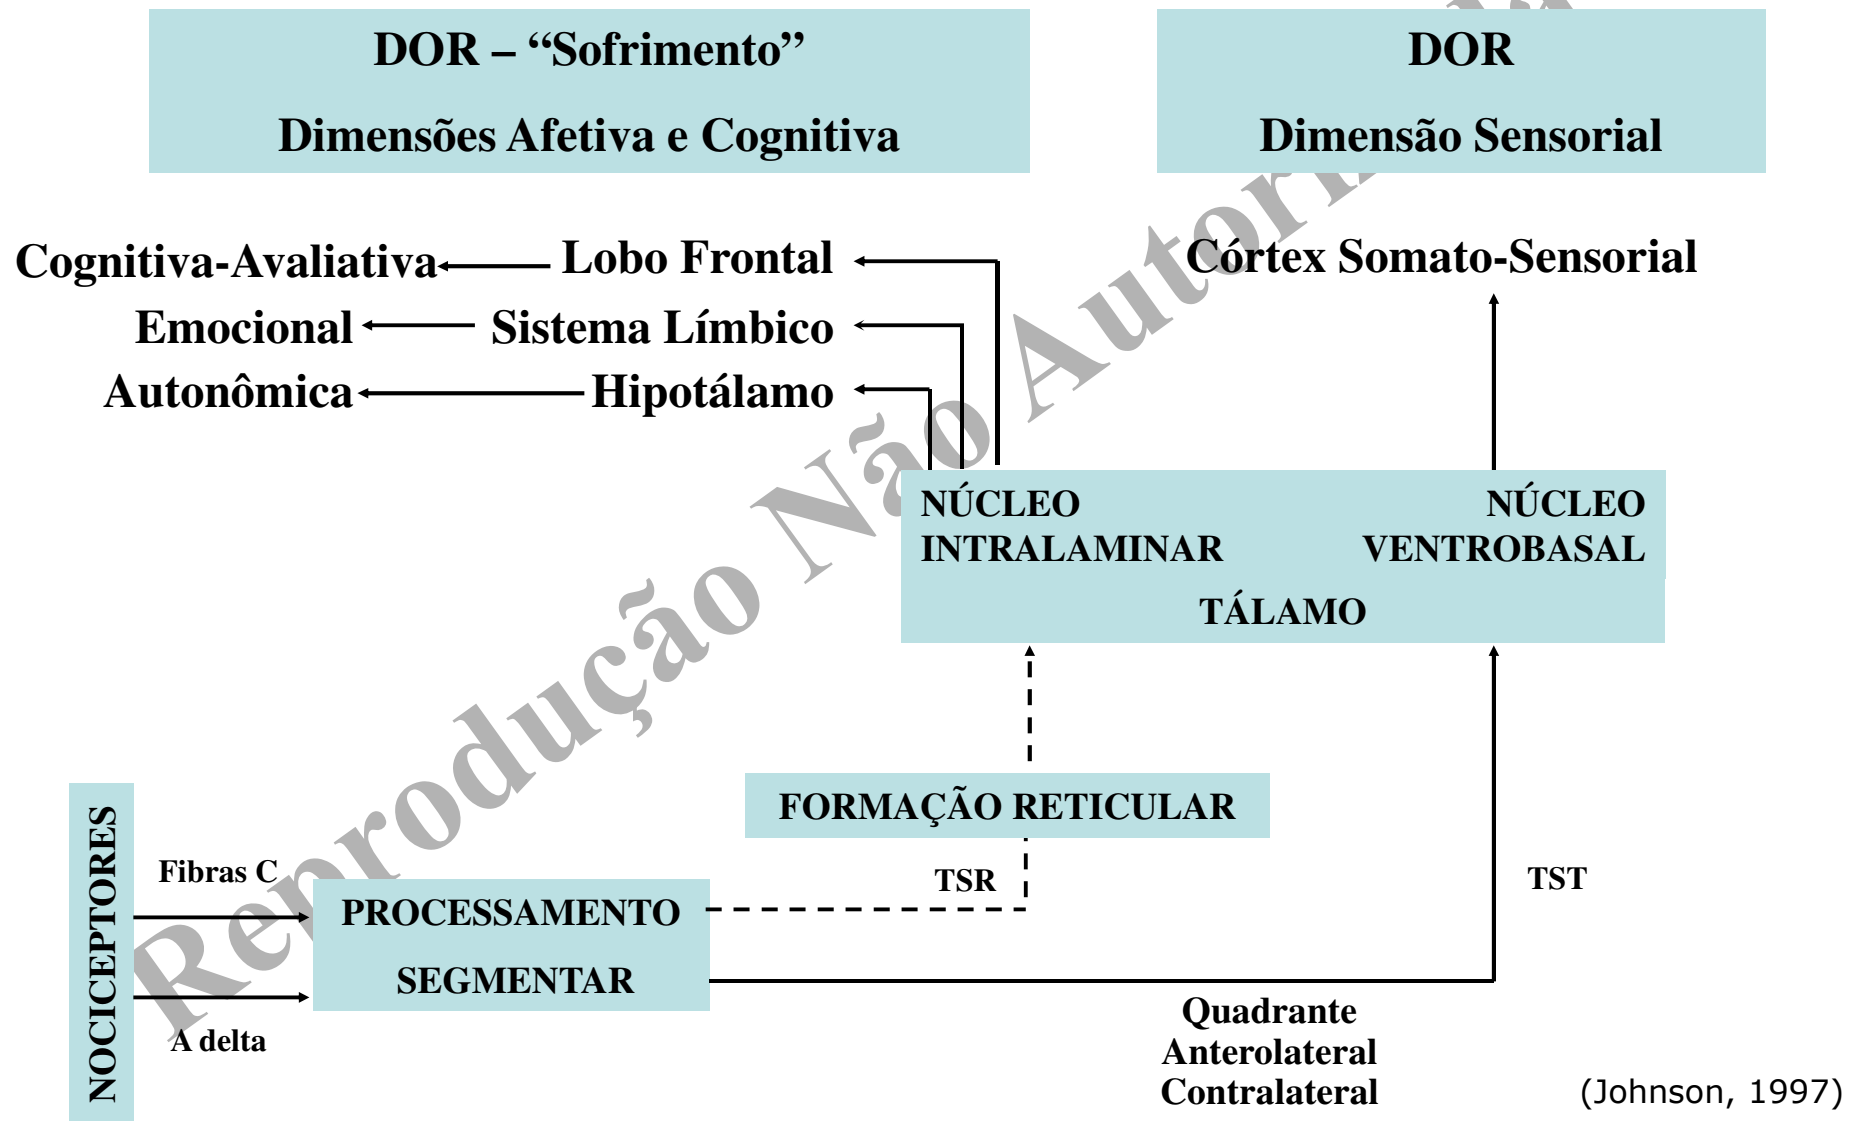 DOR – “Sofrimento”
Dimensões Afetiva e Cognitiva
DOR
Dimensão Sensorial
Cognitiva-Avaliativa
Lobo Frontal
Córtex Somato-Sensorial
Emocional
Sistema Límbico
Autonômica
Hipotálamo
NÚCLEO
INTRALAMINAR
NÚCLEO
VENTROBASAL
TÁLAMO
FORMAÇÃO RETICULAR
NOCICEPTORES
Fibras C
A delta
PROCESSAMENTO
SEGMENTAR
TSR
TST
Quadrante
Anterolateral
Contralateral
(Johnson, 1997)
Reprodução Não